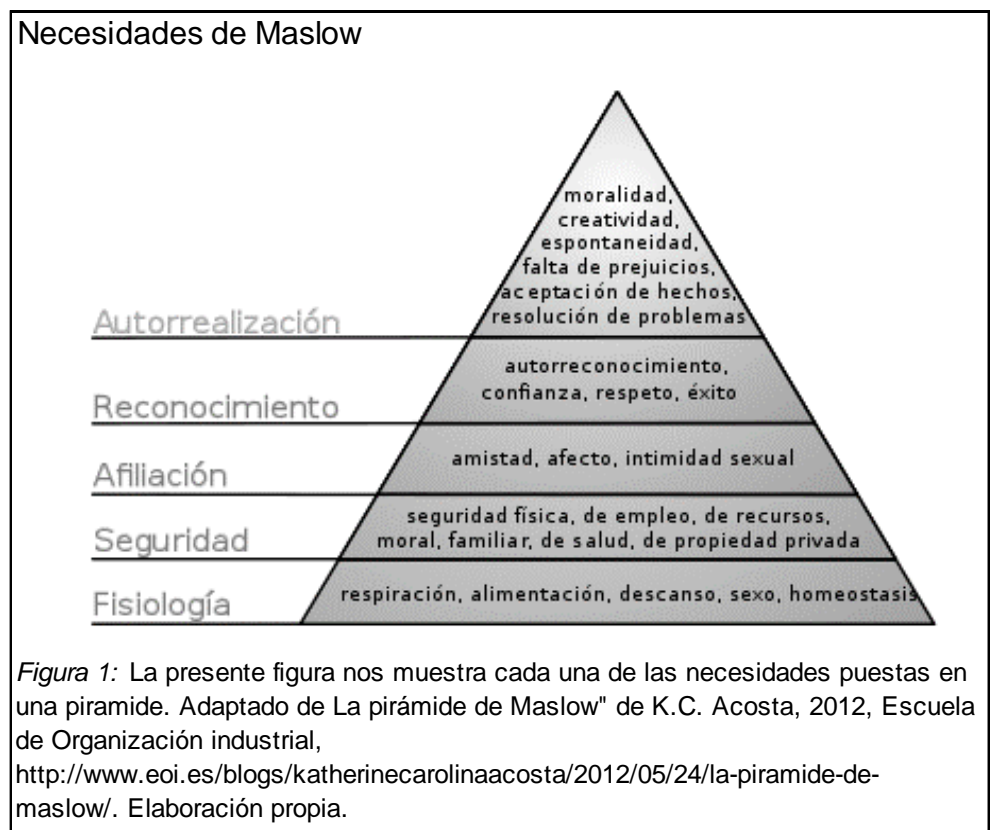 Necesidades de Maslow
moralidad,
creatividad,
espontaneidad,
falta de prejuicios,
aceptación de hechos,
resolución de problemas
Autorrealización
autorreconocimiento,
confianza, respeto, éxito
Reconocimiento
amistad, afecto, intimidad sexual
Afiliación
seguridad física, de empleo, de recursos,
moral, familiar, de salud, de propiedad privada
Seguridad
respiración, alimentación, descanso, sexo, homeostasis
Fisiología
Figura 1: La presente figura nos muestra cada una de las necesidades puestas en
una piramide. Adaptado de La pirámide de Maslow" de K.C. Acosta, 2012, Escuela
de Organización industrial,
http://www.eoi.es/blogs/katherinecarolinaacosta/2012/05/24/la-piramide-de-
maslow/. Elaboración propia.